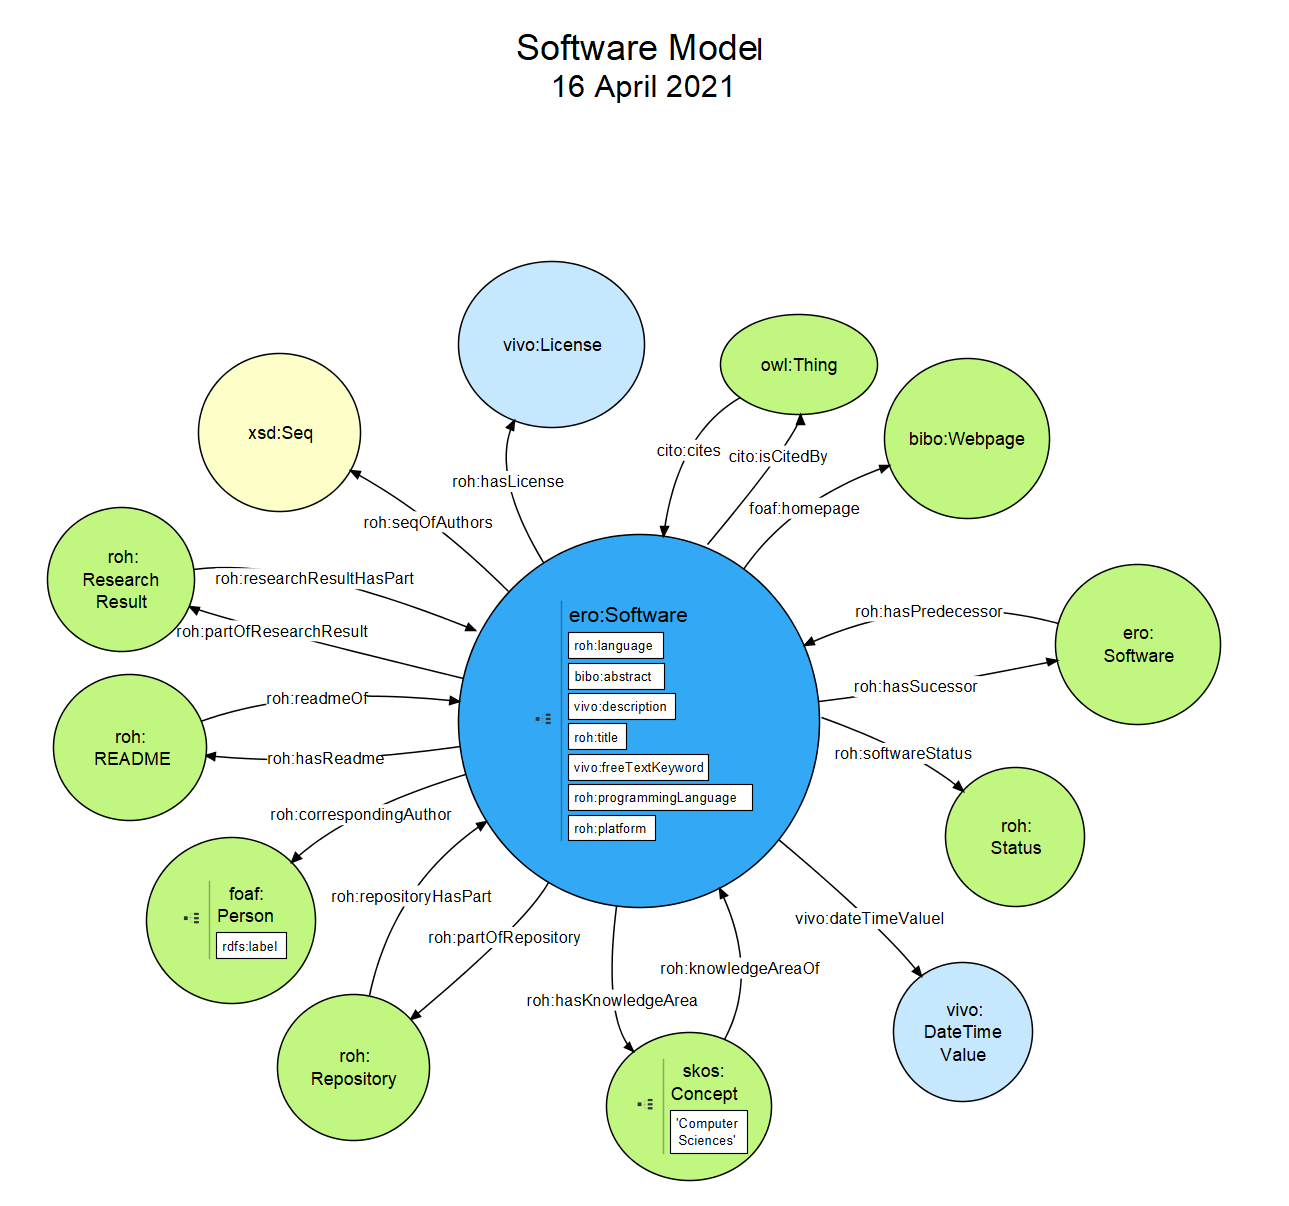 Software Model
16 April 2021
vivo:License
owl:Thing
xsd:Seq
bibo:Webpage
cito:cites
cito:isCitedBy
roh:hasLicense
foaf:homepage
roh:seqOfAuthors
roh:
Research
Result
roh:researchResultHasPart
roh:partOfResearchResult
ero:Software
roh:language
bibo:abstract
vivo:description
roh:title
vivo:freeTextKeyword
roh:programmingLanguage
roh:platform
roh:hasPredecessor
ero:
Software
roh:hasSucessor
roh:readmeOf
roh:
README
roh:hasReadme
roh:softwareStatus
roh:
Status
roh:correspondingAuthor
foaf:
Person
rdfs:label
roh:repositoryHasPart
roh:partOfRepository
vivo:dateTimeValuel
roh:knowledgeAreaOf
roh:hasKnowledgeArea
vivo:
DateTime
Value
roh:
Repository
skos:
Concept
'Computer
Sciences'